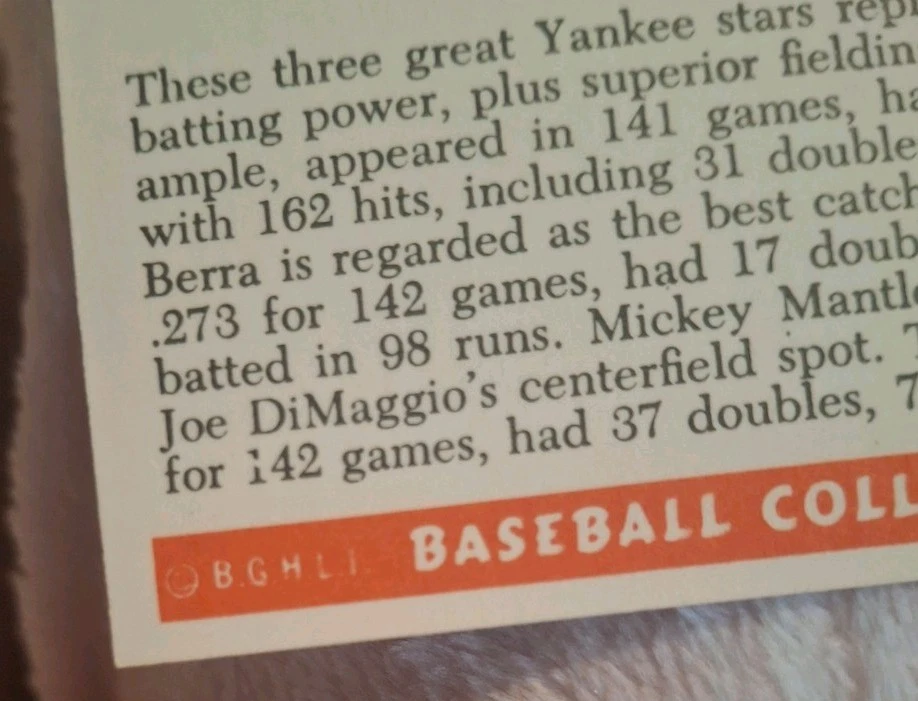 These three great Yankee stars repr
batting power, plus superior fieldin
ample, appeared in 141 games, ha
with 162 hits, including 31 double
Berra is regarded as the best catch
.273 for 142 games, had 17 doub
batted in 98 runs. Mickey Mantl
Joe DiMaggio's centerfield spot.
for 142 games, had 37 doubles, 7
B.G.H.L.I. BASEBALL COLL